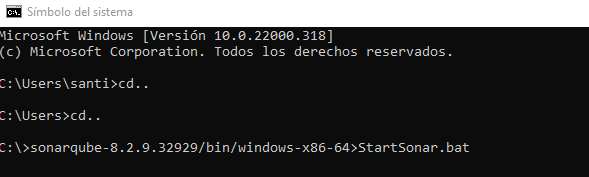 Símbolo del sistema
Microsoft Windows [Versión 10.0.22000.318]
(c) Microsoft Corporation. Todos los derechos reservados.
C:\Users\santi>cd..
C:\Users>cd..
C:\>sonarqube-8.2.9.32929/bin/windows-x86-64>StartSonar.bat